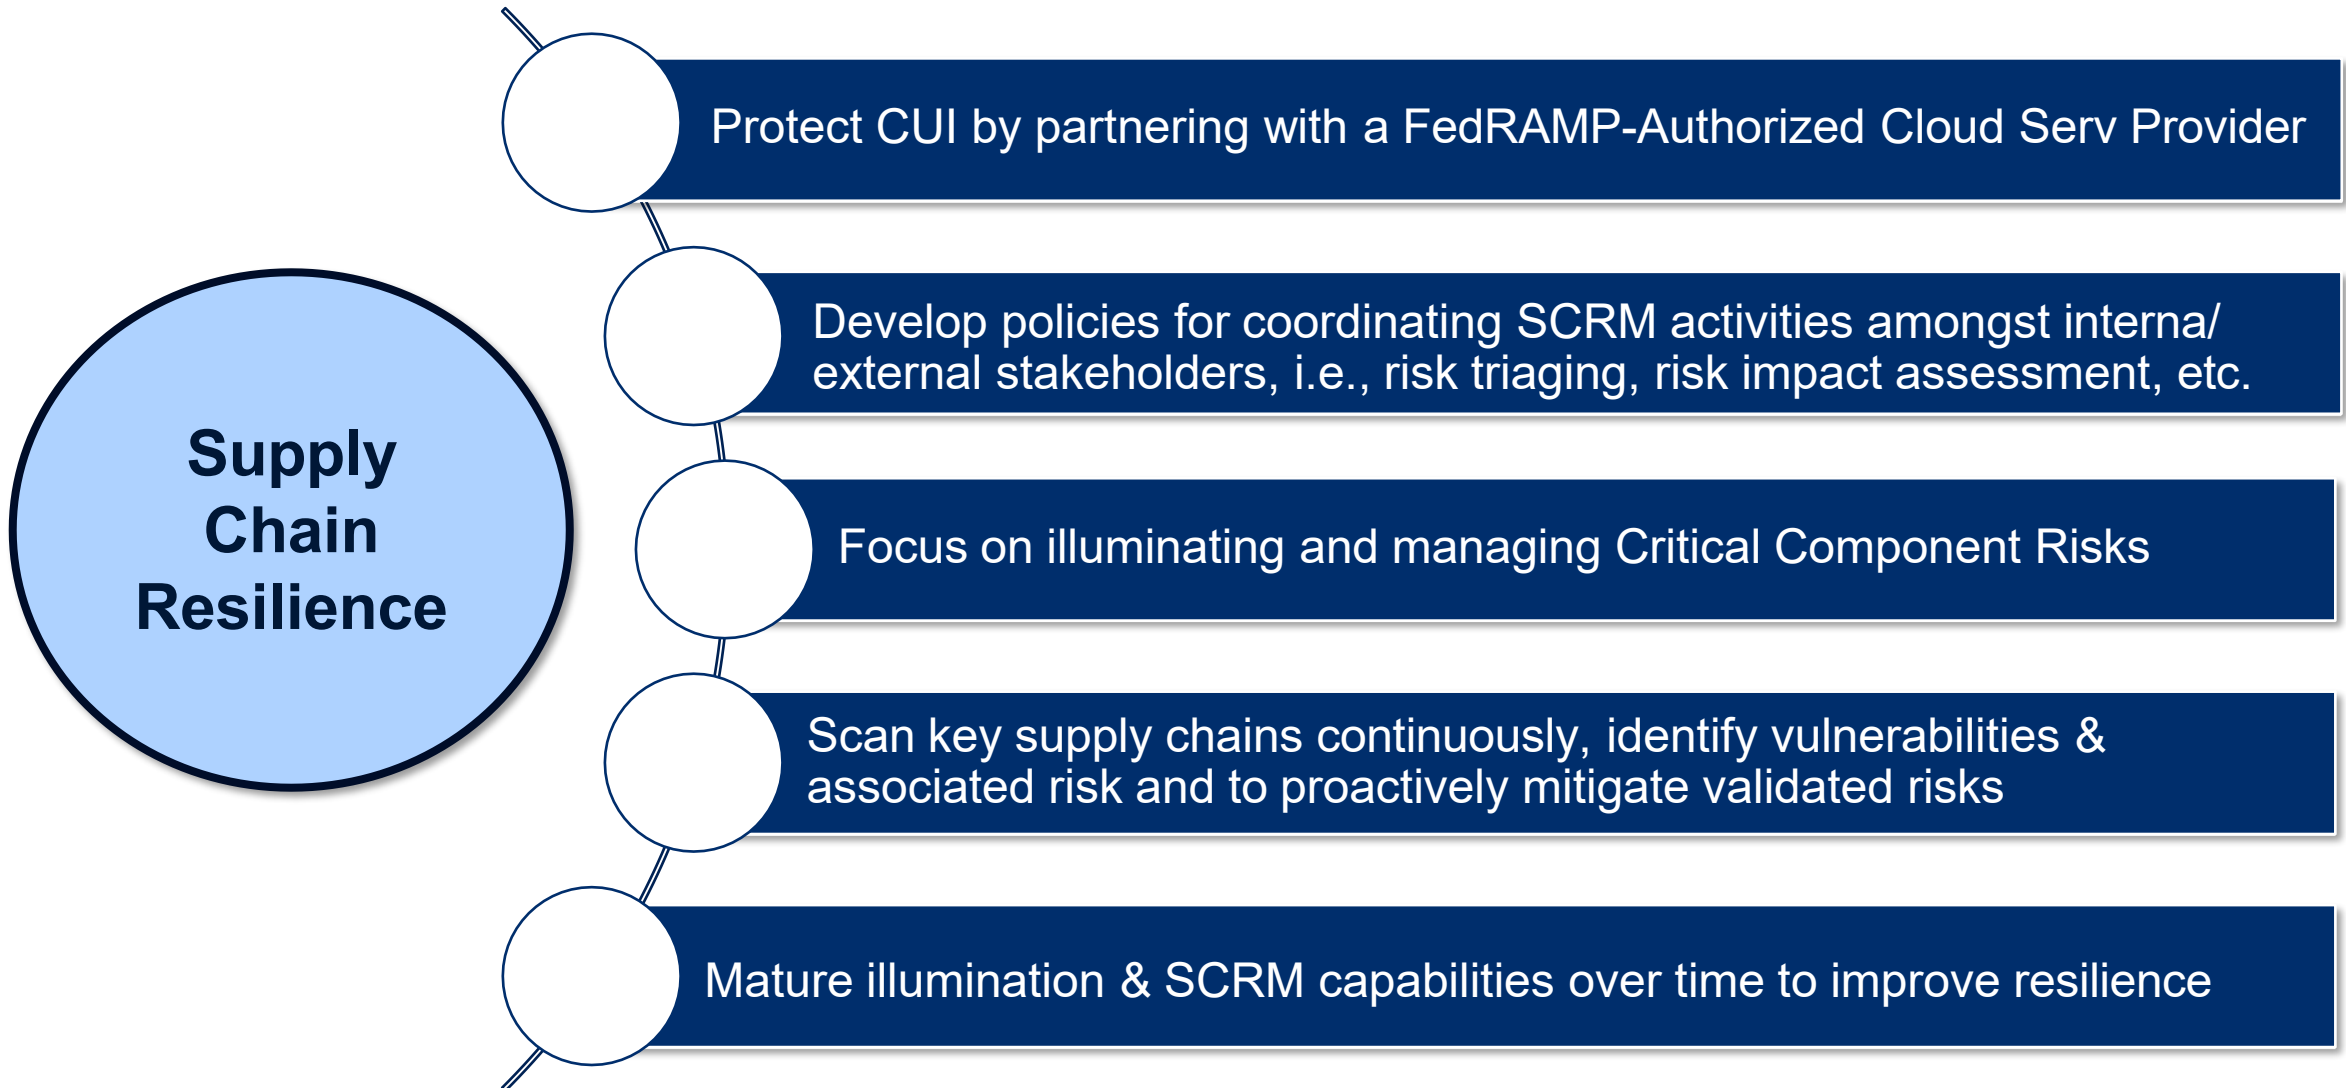 Protect CUI by partnering with a FedRAMP-Authorized Cloud Serv Provider
Develop policies for coordinating SCRM activities amongst interna/
external stakeholders, i.e., risk triaging, risk impact assessment, etc.
Supply
Chain
Resilience
Focus on illuminating and managing Critical Component Risks
Scan key supply chains continuously, identify vulnerabilities &
associated risk and to proactively mitigate validated risks
Mature illumination & SCRM capabilities over time to improve resilience